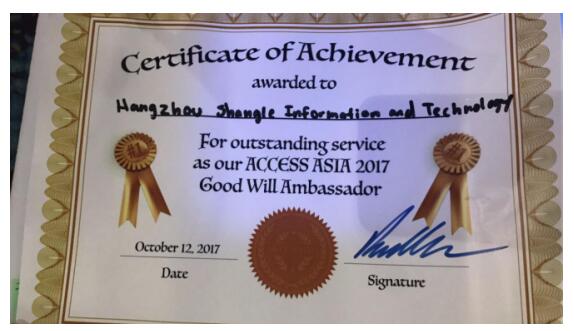 Certificate of Achievement
awarded to
Hangzhou Shangle Information and Technology
For outstanding service
as our ACCESS ASIA 2017
Good Will Ambassador
#1
October 12, 2017
Date
Signature